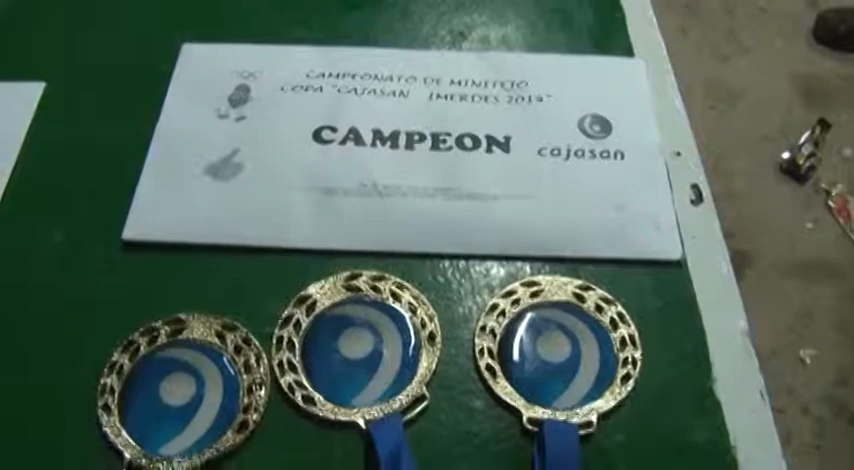 CAMPEONATO DE MINITEJO
COPA "CAJASAN IMERDES 2014"
CAMPEON
cajasan